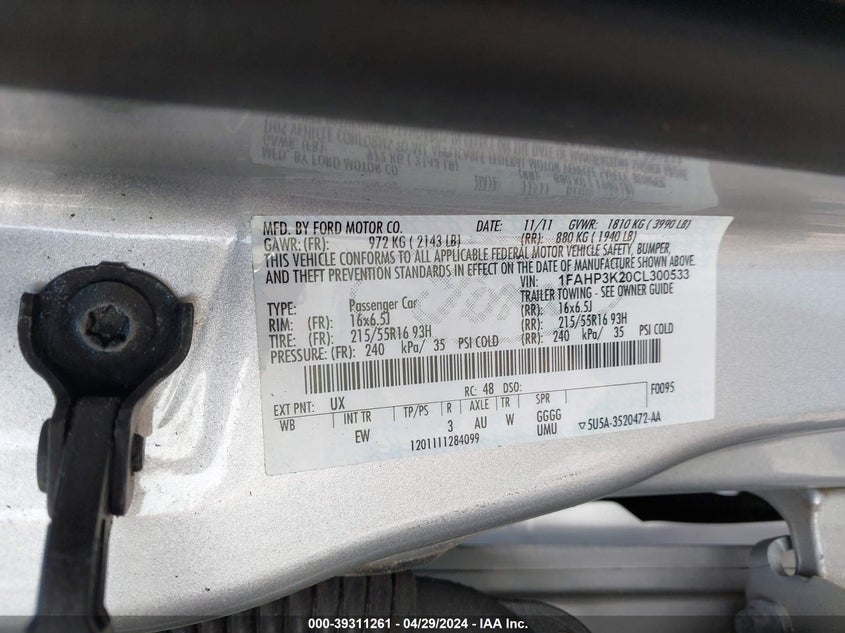 MFD. BY FORD MOTOR CO. DATE: 11/11 GVWR: 1810 KG ( 3990 LB)
GAWR: (FR): 972 KG ( 2143 LB) (RR): 880 KG ( 1940 LB)
THIS VEHICLE CONFORMS TO ALL APPLICABLE FEDERAL MOTOR VEHICLE SAFETY, BUMPER,
AND THEFT PREVENTION STANDARDS IN EFFECT ON THE DATE OF MANUFACTURE SHOWN ABOVE.
VIN: 1FAHP3K20CL300533
TRAILER TOWING - SEE OWNER GUIDE
TYPE: Passenger Car
RIM: (FR): 16x6.5J (RR): 16x6.5J
TIRE: (FR): 215/55R16 93H (RR): 215/55R16 93H
PRESSURE: (FR): 240 kPa/ 35 PSI COLD (RR): 240 kPa/ 35 PSI COLD
RC: 48 DSO: F0095
EXT PNT: UX
WB INT TR TP/PS R AXLE TR SPR
EW 3 AU W GGGG
UMU
▽5U5A-3520472-AA
1201111284099
000-39311261 - 04/29/2024 - IAA Inc.